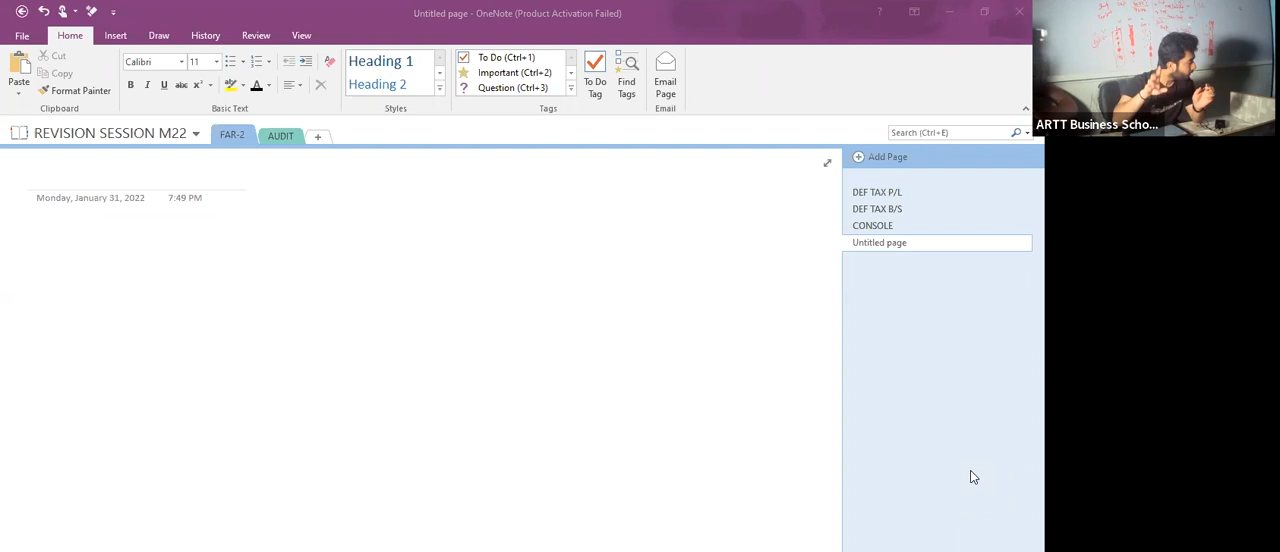 Untitled page - OneNote (Product Activation Failed)
File Home Insert Draw History Review View
Paste
Cut
Copy
Format Painter
Clipboard
Calibri 11
B I U abc x²
A
Basic Text
Heading 1
Heading 2
Styles
To Do (Ctrl+1)
Important (Ctrl+2)
Question (Ctrl+3)
To Do
Tag
Find
Tags
Tags
Email
Page
Email
REVISION SESSION M22 FAR-2 AUDIT
Search (Ctrl+E)
ARTT Business Scho...
Add Page
Monday, January 31, 2022 7:49 PM
DEF TAX P/L
DEF TAX B/S
CONSOLE
Untitled page